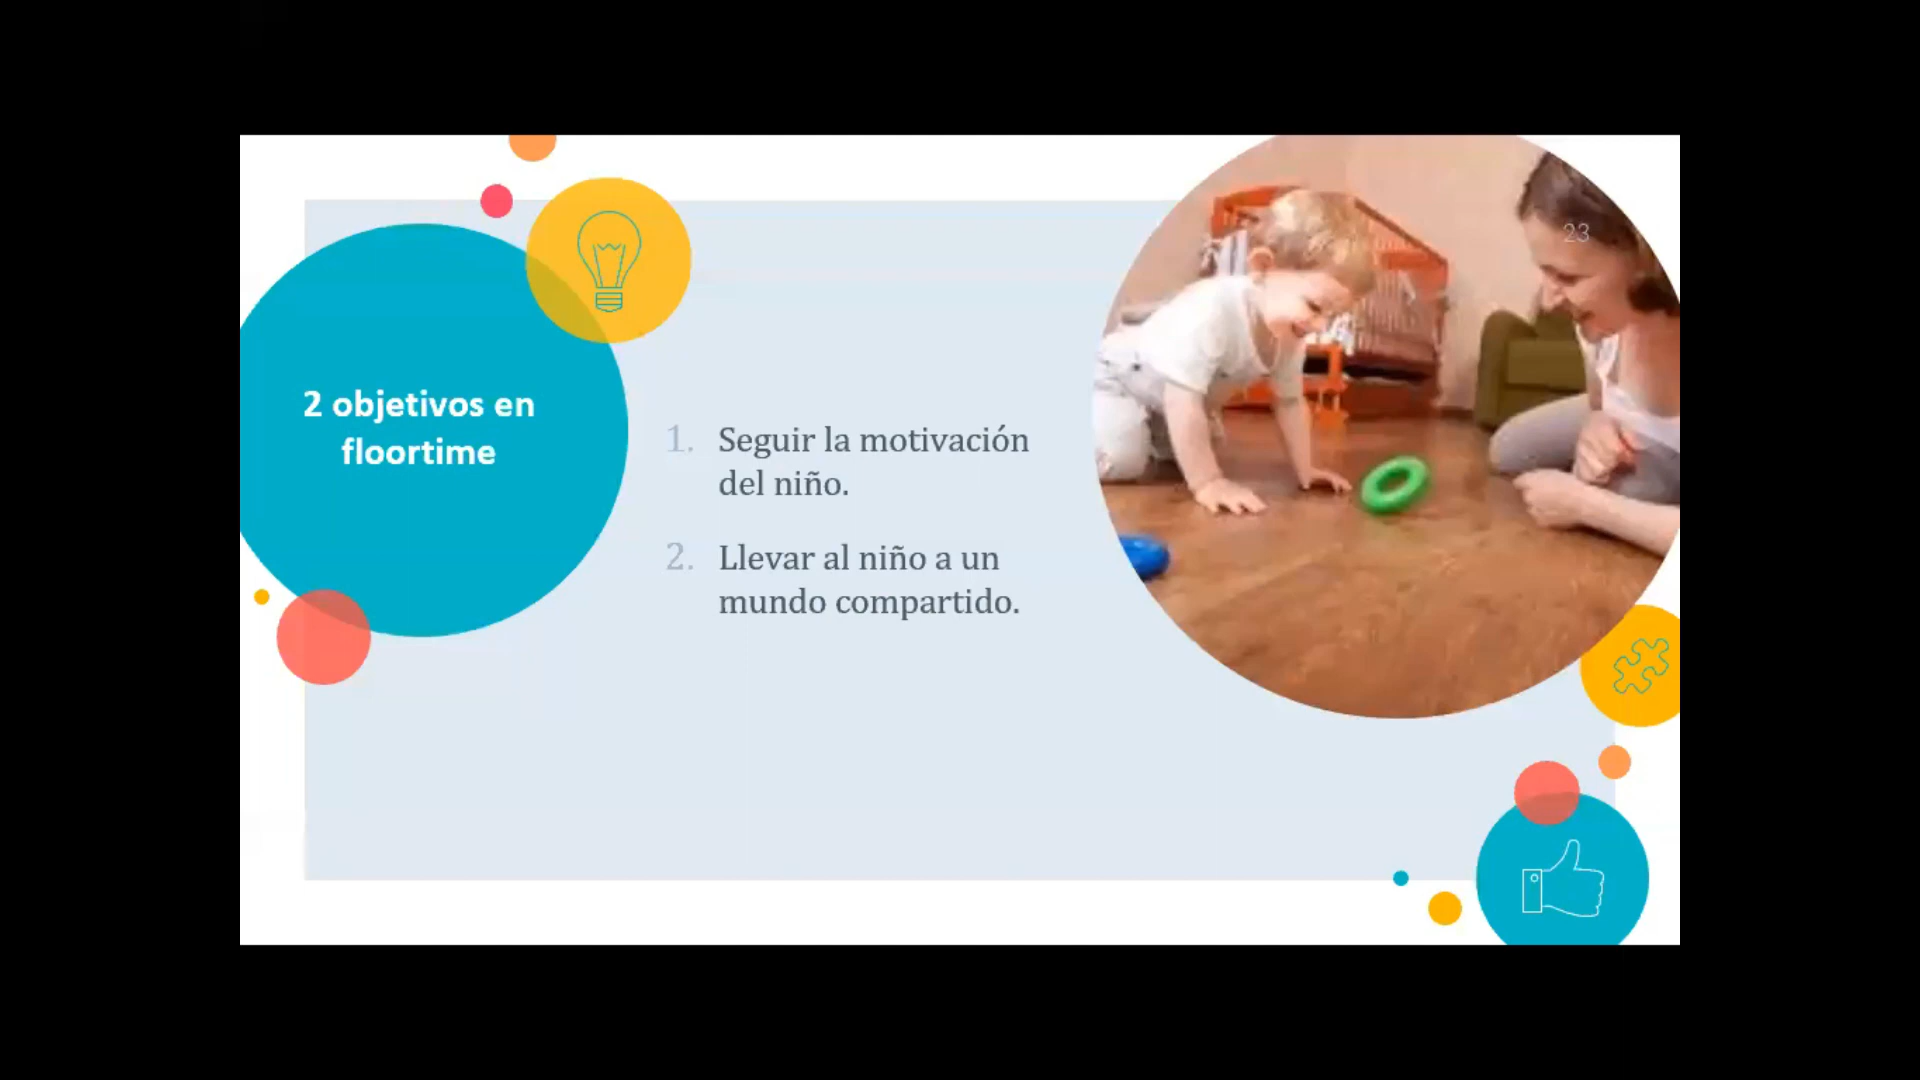 2 objetivos en
floortime
1. Seguir la motivación
del niño.
2. Llevar al niño a un
mundo compartido.
23